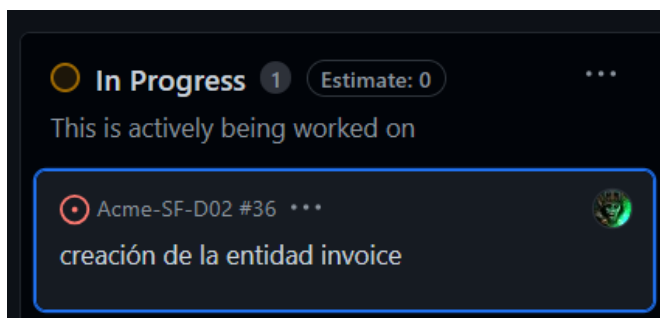 In Progress 1 Estimate: 0
This is actively being worked on
Acme-SF-D02 #36
creación de la entidad invoice